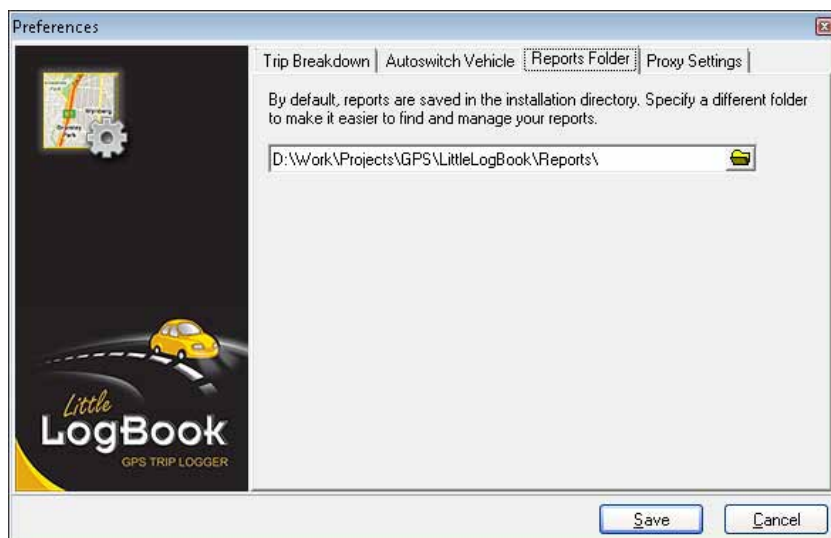 Preferences
Trip Breakdown
Autoswitch Vehicle
Reports Folder
Proxy Settings
By default, reports are saved in the installation directory. Specify a different folder
to make it easier to find and manage your reports.
D:\Work\Projects\GPS\LittleLogBook\Reports\
Little
LogBook
GPS TRIP LOGGER
Save
Cancel